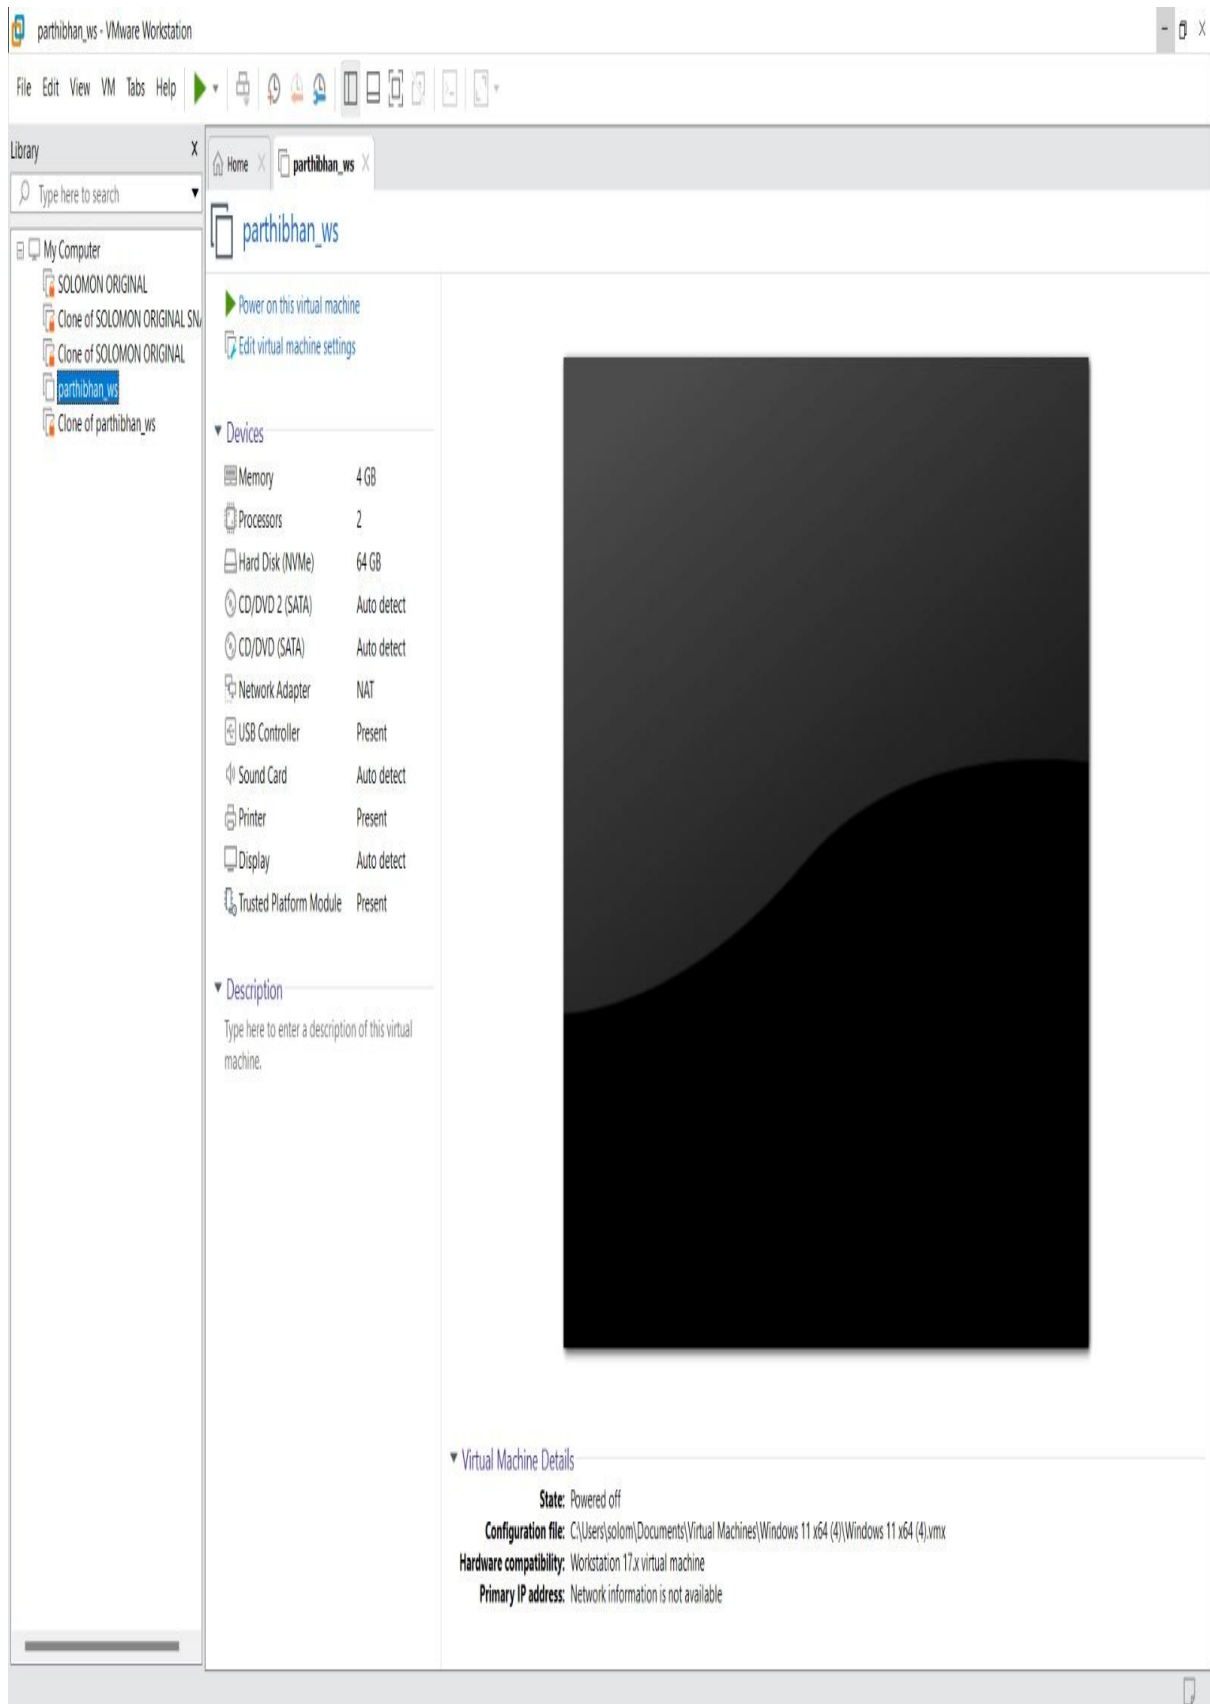 parthibhan_ws - VMware Workstation
File Edit View VM Tabs Help
Library
Type here to search
My Computer
SOLOMON ORIGINAL
Clone of SOLOMON ORIGINAL SN
Clone of SOLOMON ORIGINAL
parthibhan_ws
Clone of parthibhan_ws
Home
parthibhan_ws
parthibhan_ws
Power on this virtual machine
Edit virtual machine settings
Devices
Memory 4 GB
Processors 2
Hard Disk (NVMe) 64 GB
CD/DVD 2 (SATA) Auto detect
CD/DVD (SATA) Auto detect
Network Adapter NAT
USB Controller Present
Sound Card Auto detect
Printer Present
Display Auto detect
Trusted Platform Module Present
Description
Type here to enter a description of this virtual
machine.
Virtual Machine Details
State: Powered off
Configuration file: C:\Users\solom\Documents\Virtual Machines\Windows 11 x64 (4)\Windows 11 x64 (4).vmx
Hardware compatibility: Workstation 17.x virtual machine
Primary IP address: Network information is not available